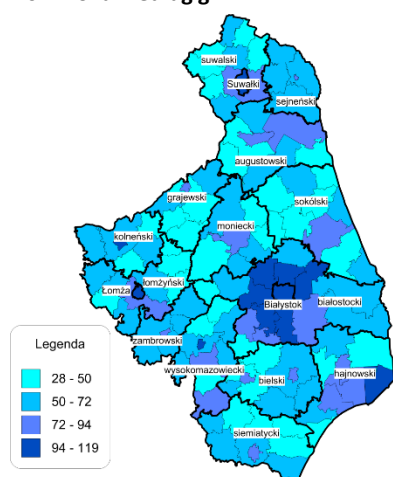 suwalski
Suwałki
sejneński
augustowski
grajewski
sokólski
moniecki
kolneński
Łomża
łomżyński
Białystok
białostocki
zambrowski
wysokomazowiecki
bielski
hajnowski
siemiatycki
Legenda
28 - 50
50 - 72
72 - 94
94 - 119